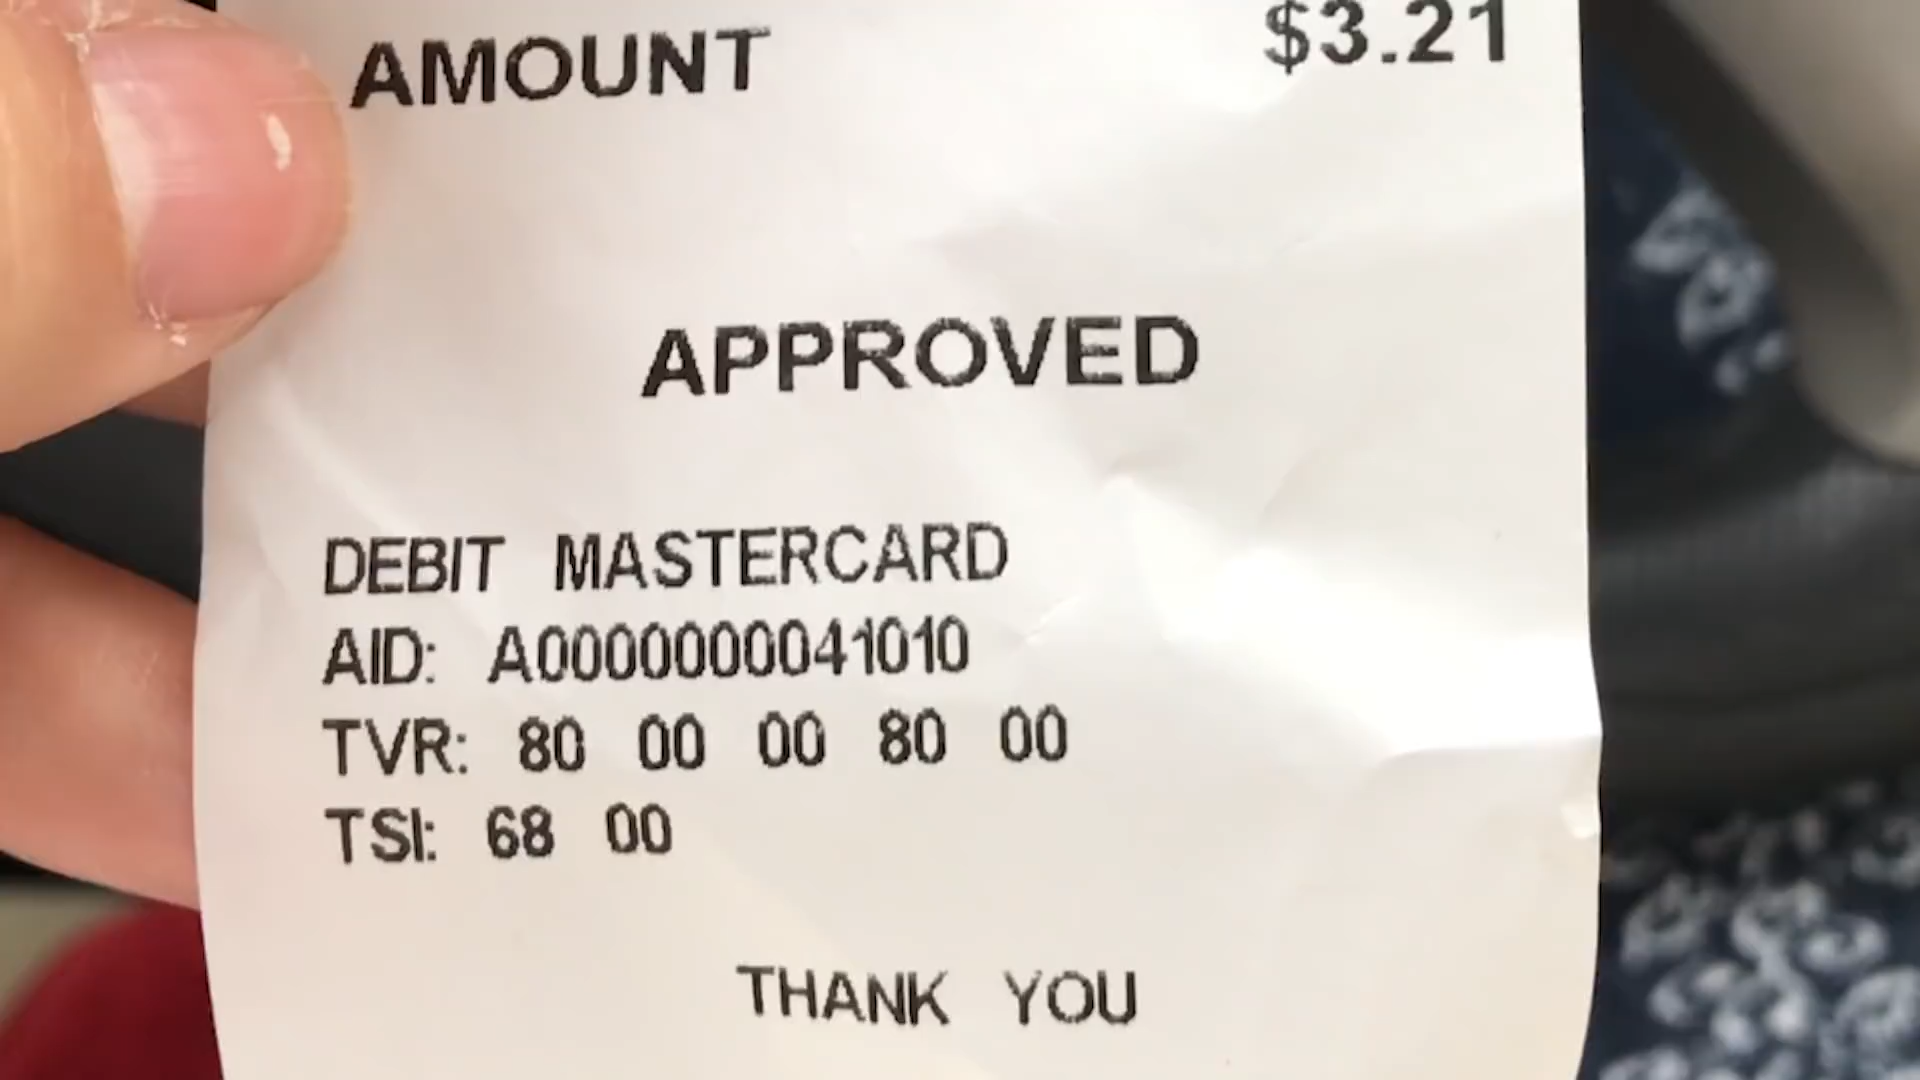 AMOUNT $3.21
APPROVED
DEBIT MASTERCARD
AID: A0000000041010
TVR: 80 00 00 80 00
TSI: 68 00
THANK YOU